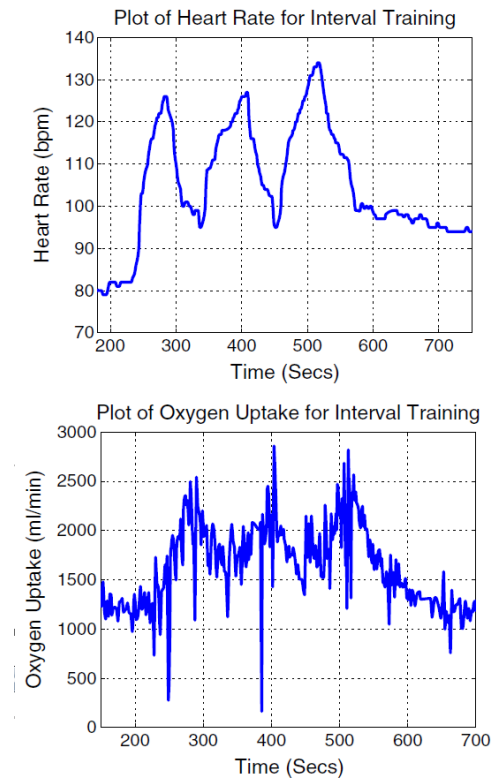 Plot of Heart Rate for Interval Training
140
130
120
110
100
90
80
70
Heart Rate (bpm)
200 300 400 500 600 700
Time (Secs)
Plot of Oxygen Uptake for Interval Training
3000
2500
2000
1500
1000
500
0
Oxygen Uptake (ml/min)
200 300 400 500 600 700
Time (Secs)